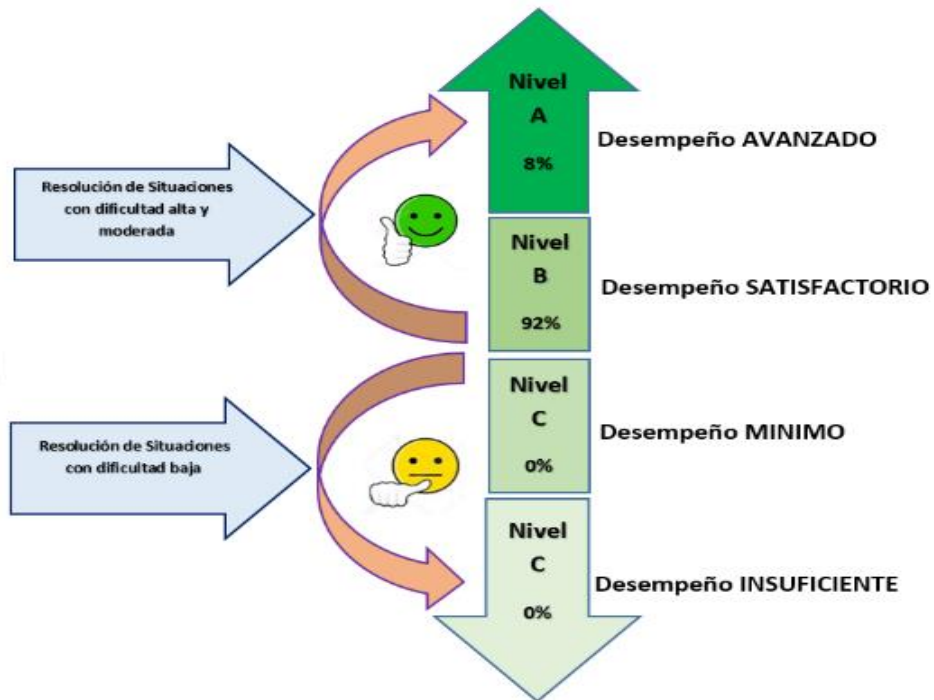 Nivel
A
8%
Desempeño AVANZADO
Resolución de Situaciones
con dificultad alta y
moderada
Nivel
B
92%
Desempeño SATISFACTORIO
Nivel
C
0%
Desempeño MINIMO
Resolución de Situaciones
con dificultad baja
Nivel
C
0%
Desempeño INSUFICIENTE